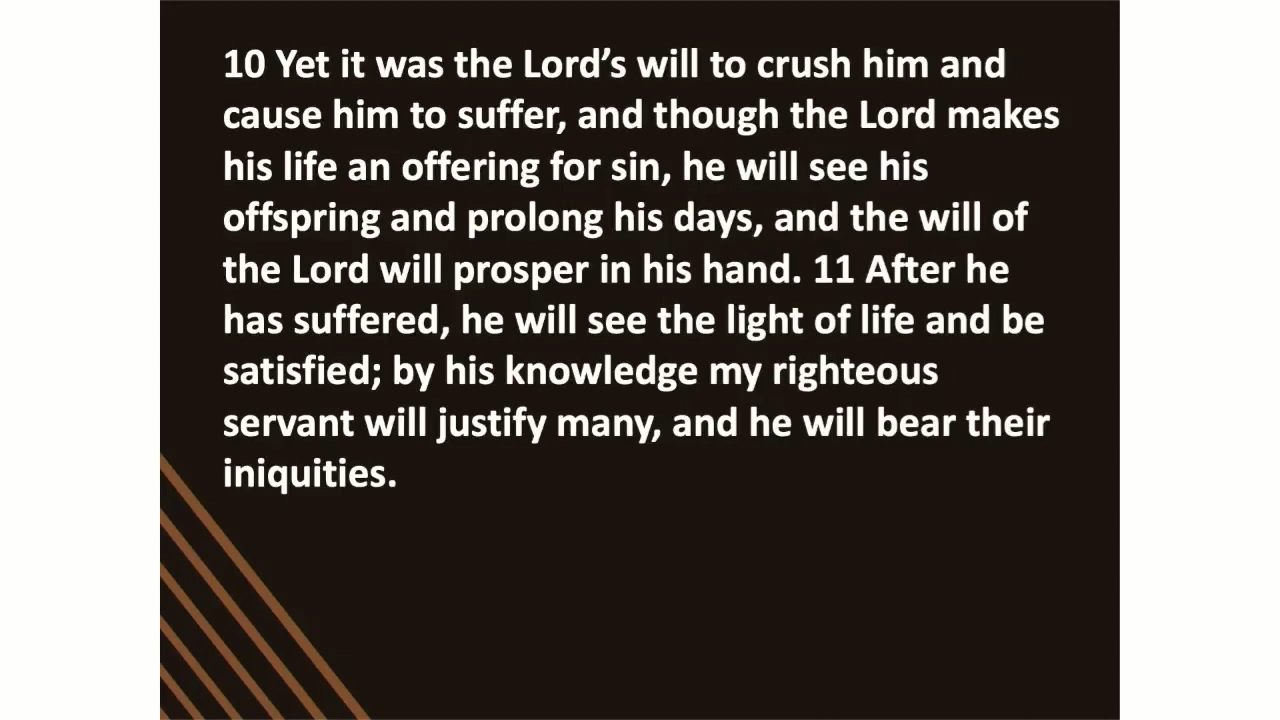 10 Yet it was the Lord’s will to crush him and
cause him to suffer, and though the Lord makes
his life an offering for sin, he will see his
offspring and prolong his days, and the will of
the Lord will prosper in his hand. 11 After he
has suffered, he will see the light of life and be
satisfied; by his knowledge my righteous
servant will justify many, and he will bear their
iniquities.